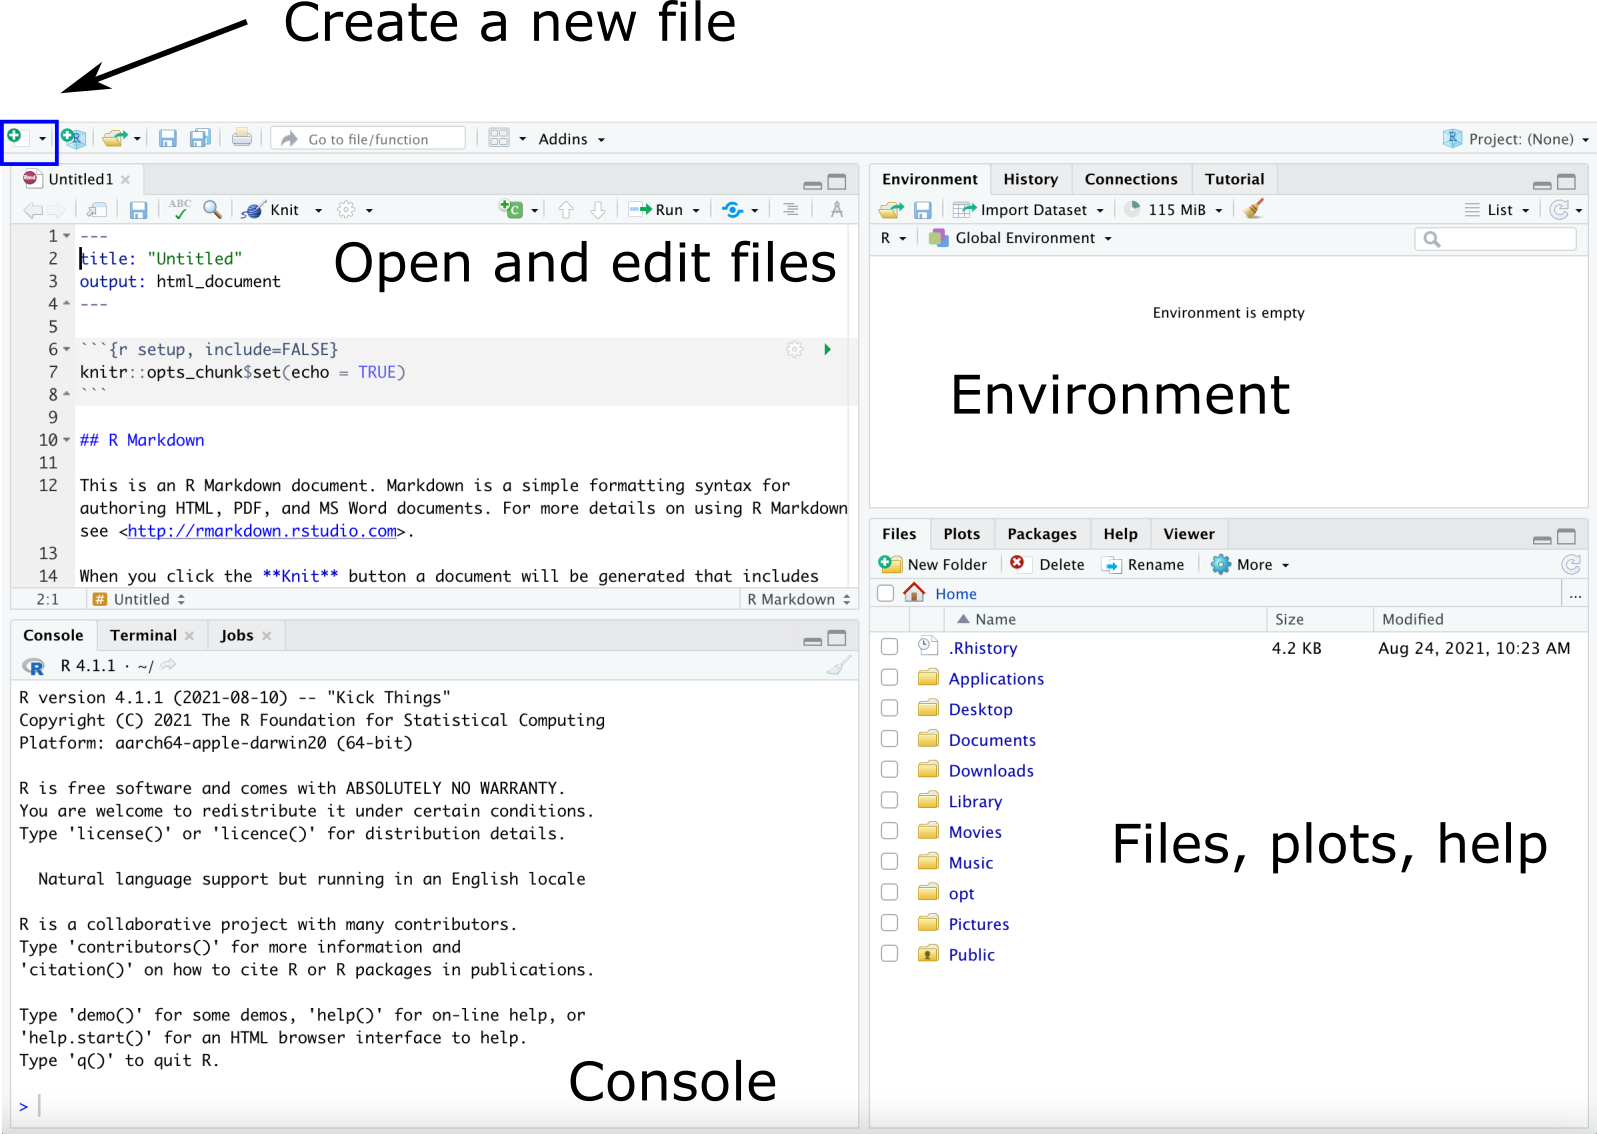 Create a new file
Go to file/function
Addins
Project: (None)
Untitled1
ABC
Knit
Run
1 ---
2 title: "Untitled"
3 output: html_document
4 ---
5
6 ```{r setup, include=FALSE}
7 knitr::opts_chunk$set(echo = TRUE)
8 ```
9
10 ## R Markdown
11
12 This is an R Markdown document. Markdown is a simple formatting syntax for
authoring HTML, PDF, and MS Word documents. For more details on using R Markdown
see <http://rmarkdown.rstudio.com>.
13
14 When you click the **Knit** button a document will be generated that includes
Open and edit files
2:1 # Untitled R Markdown
Console Terminal Jobs
R R 4.1.1 · ~/
R version 4.1.1 (2021-08-10) -- "Kick Things"
Copyright (C) 2021 The R Foundation for Statistical Computing
Platform: aarch64-apple-darwin20 (64-bit)
R is free software and comes with ABSOLUTELY NO WARRANTY.
You are welcome to redistribute it under certain conditions.
Type 'license()' or 'licence()' for distribution details.
Natural language support but running in an English locale
R is a collaborative project with many contributors.
Type 'contributors()' for more information and
'citation()' on how to cite R or R packages in publications.
Type 'demo()' for some demos, 'help()' for on-line help, or
'help.start()' for an HTML browser interface to help.
Type 'q()' to quit R.
>
Console
Environment History Connections Tutorial
Import Dataset 115 MiB List
R Global Environment
Environment is empty
Environment
Files Plots Packages Help Viewer
New Folder Delete Rename More
Home ...
Name Size Modified
.Rhistory 4.2 KB Aug 24, 2021, 10:23 AM
Applications
Desktop
Documents
Downloads
Library
Movies
Music
opt
Pictures
Public
Files, plots, help